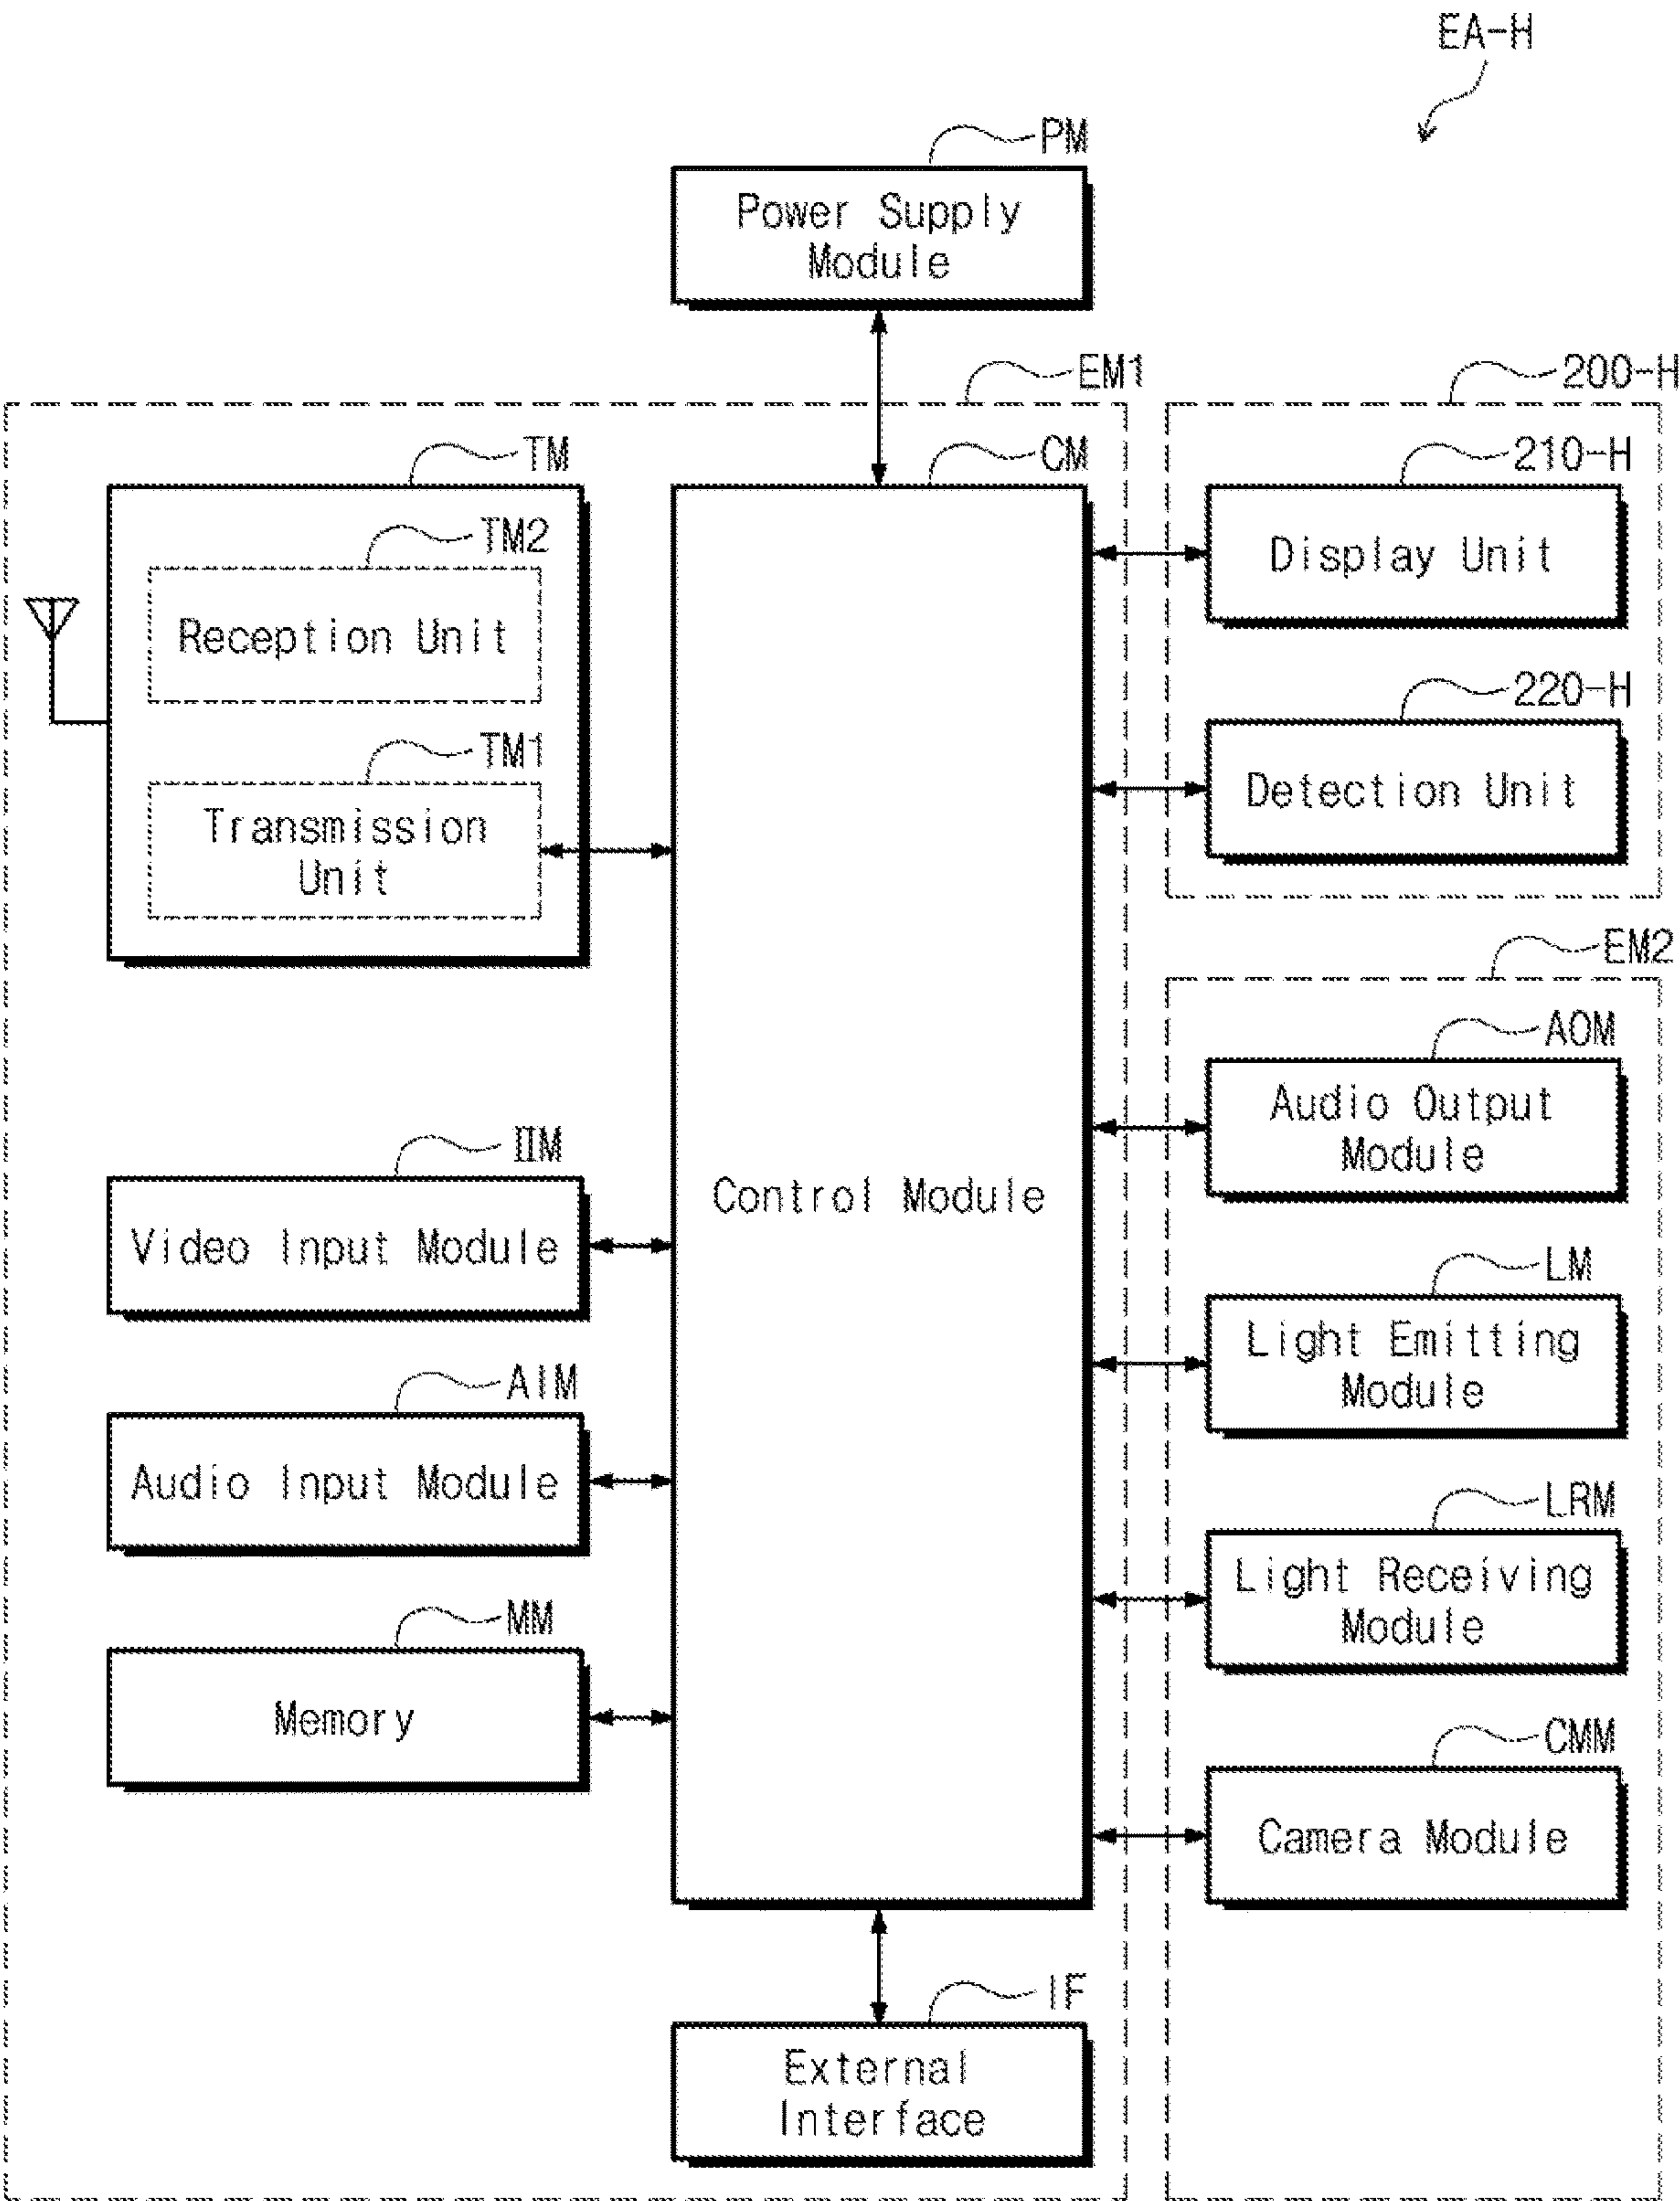 EA-H
PM
Power Supply
Module
EM1
200-H
TM
CM
210-H
TM2
Display Unit
Reception Unit
220-H
TM1
Detection Unit
Transmission
Unit
EM2
AOM
Audio Output
Module
IIM
Control Module
Video Input Module
LM
Light Emitting
Module
AIM
Audio Input Module
LRM
Light Receiving
Module
MM
Memory
CMM
Camera Module
IF
External
Interface